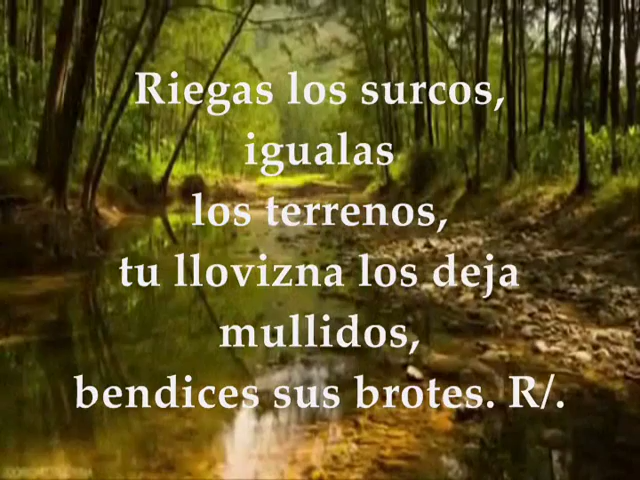 Riegas los surcos,
igualas
los terrenos,
tu llovizna los deja
mullidos,
bendices sus brotes. R/.